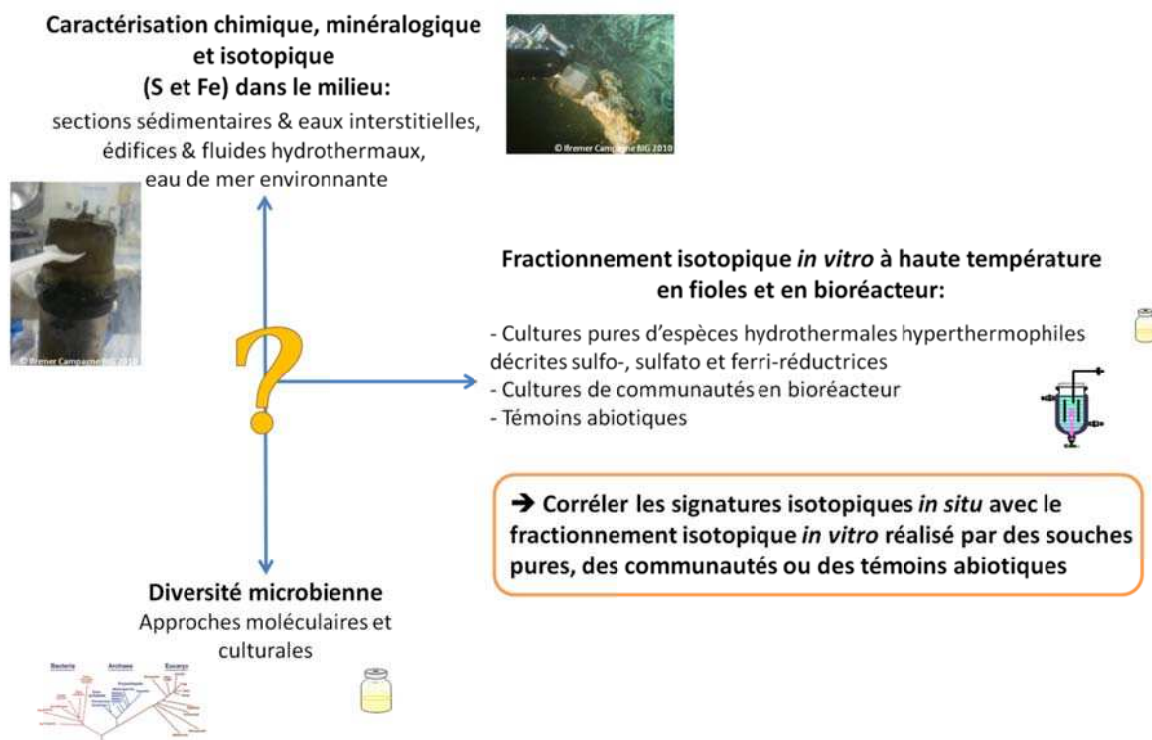 Caractérisation chimique, minéralogique
et isotopique
(S et Fe) dans le milieu:
sections sédimentaires & eaux interstitielles,
édifices & fluides hydrothermaux,
eau de mer environnante
© Ifremer Campagne BIG 2010
© Ifremer Campagne BIG 2010
?
Fractionnement isotopique in vitro à haute température
en fioles et en bioréacteur:
- Cultures pures d’espèces hydrothermales hyperthermophiles
décrites sulfo-, sulfato et ferri-réductrices
- Cultures de communautés en bioréacteur
- Témoins abiotiques
➔ Corréler les signatures isotopiques in situ avec le
fractionnement isotopique in vitro réalisé par des souches
pures, des communautés ou des témoins abiotiques
Diversité microbienne
Approches moléculaires et
culturales
Bacteria Archaea Eucarya